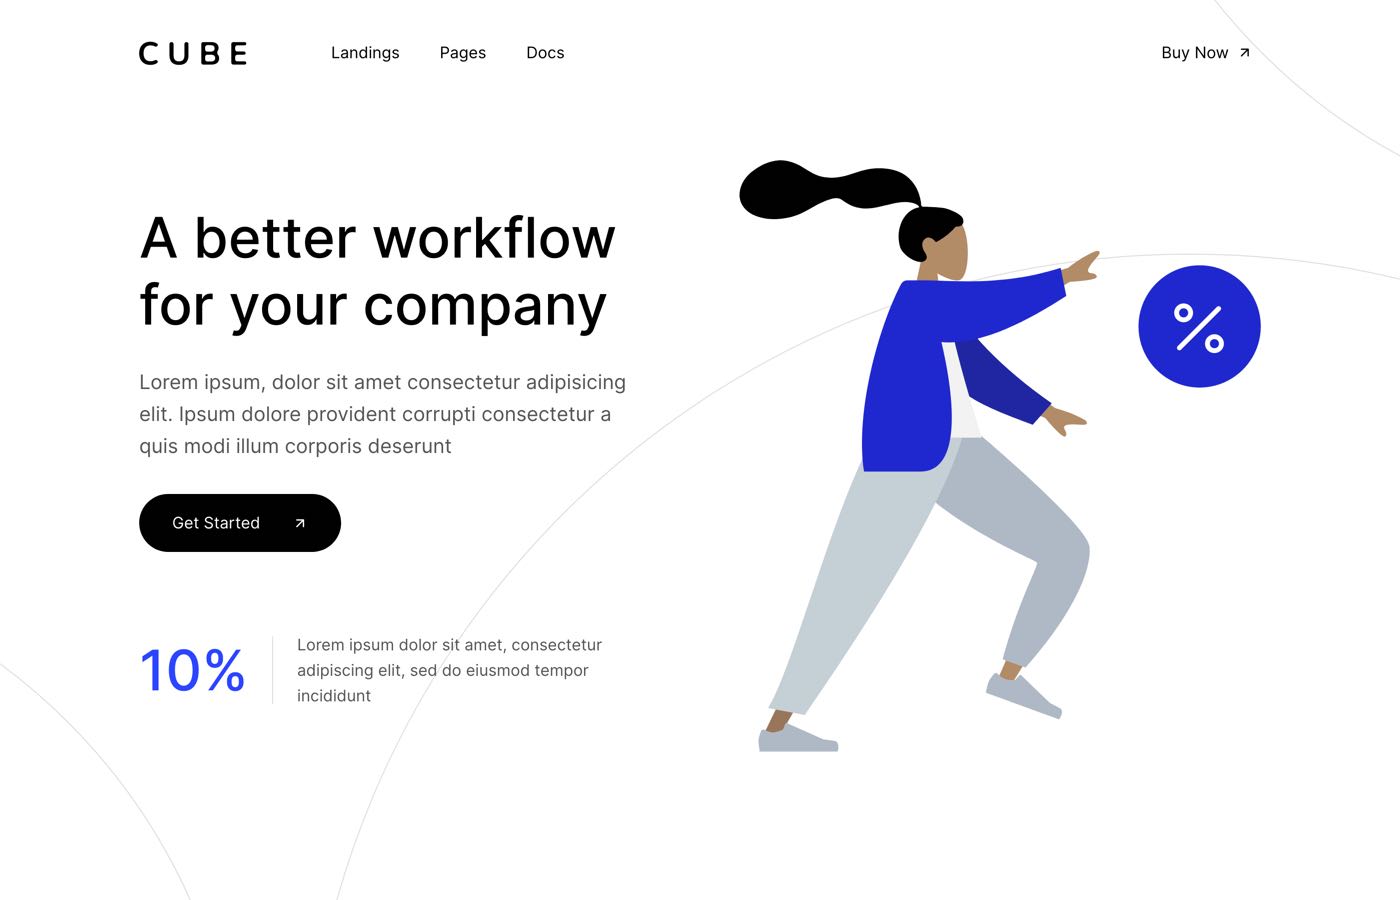 CUBE
Landings
Pages
Docs
Buy Now
A better workflow
for your company
Lorem ipsum, dolor sit amet consectetur adipisicing
elit. Ipsum dolore provident corrupti consectetur a
quis modi illum corporis deserunt
Get Started
10%
Lorem ipsum dolor sit amet, consectetur
adipiscing elit, sed do eiusmod tempor
incididunt
%